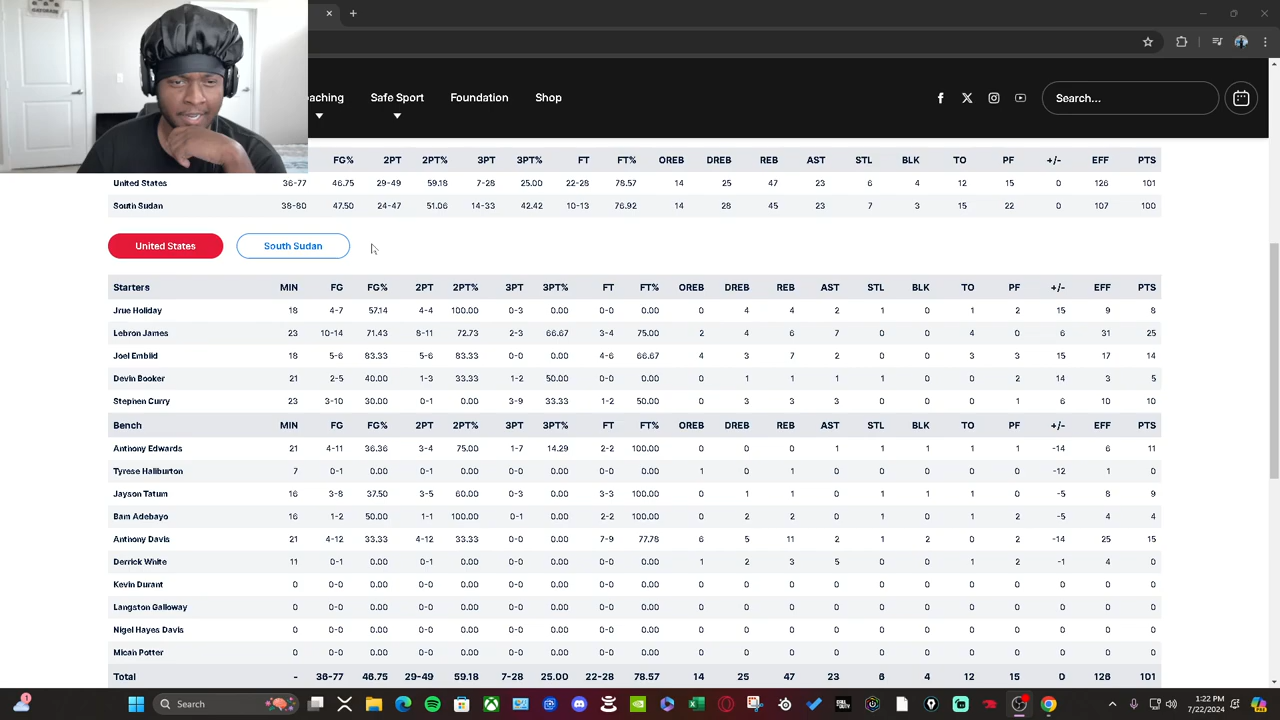 GATORADE
aching Safe Sport Foundation Shop Search...
FG% 2PT 2PT% 3PT 3PT% FT FT% OREB DREB REB AST STL BLK TO PF +/- EFF PTS
United States 36-77 46.75 29-49 59.18 7-28 25.00 22-28 78.57 14 25 47 23 6 4 12 15 0 126 101
South Sudan 38-80 47.50 24-47 51.06 14-33 42.42 10-13 76.92 14 28 45 23 7 3 15 22 0 107 100
United States South Sudan
Starters MIN FG FG% 2PT 2PT% 3PT 3PT% FT FT% OREB DREB REB AST STL BLK TO PF +/- EFF PTS
Jrue Holiday 18 4-7 57.14 4-4 100.00 0-3 0.00 0-0 0.00 0 4 4 2 1 0 1 2 15 9 8
Lebron James 23 10-14 71.43 8-11 72.73 2-3 66.67 3-4 75.00 2 4 6 7 0 0 4 0 6 31 25
Joel Embiid 18 5-6 83.33 5-6 83.33 0-0 0.00 4-6 66.67 4 3 7 2 0 0 3 3 15 17 14
Devin Booker 21 2-5 40.00 1-3 33.33 1-2 50.00 0-0 0.00 0 1 1 1 1 0 0 2 14 3 5
Stephen Curry 23 3-10 30.00 0-1 0.00 3-9 33.33 1-2 50.00 0 3 3 3 0 0 0 1 6 10 10
Bench MIN FG FG% 2PT 2PT% 3PT 3PT% FT FT% OREB DREB REB AST STL BLK TO PF +/- EFF PTS
Anthony Edwards 21 4-11 36.36 3-4 75.00 1-7 14.29 2-2 100.00 0 0 0 1 1 1 1 1 -14 6 11
Tyrese Haliburton 7 0-1 0.00 0-1 0.00 0-0 0.00 0-0 0.00 1 0 1 0 0 0 0 0 -12 1 0
Jayson Tatum 16 3-8 37.50 3-5 60.00 0-3 0.00 3-3 100.00 0 1 1 0 1 1 1 0 -5 8 9
Bam Adebayo 16 1-2 50.00 1-1 100.00 0-1 0.00 2-2 100.00 0 2 2 0 1 0 1 2 -5 4 4
Anthony Davis 21 4-12 33.33 4-12 33.33 0-0 0.00 7-9 77.78 6 5 11 2 1 2 0 2 -14 25 15
Derrick White 11 0-1 0.00 0-1 0.00 0-0 0.00 0-0 0.00 1 2 3 5 0 0 1 2 -1 4 0
Kevin Durant 0 0-0 0.00 0-0 0.00 0-0 0.00 0-0 0.00 0 0 0 0 0 0 0 0 0 0 0
Langston Galloway 0 0-0 0.00 0-0 0.00 0-0 0.00 0-0 0.00 0 0 0 0 0 0 0 0 0 0 0
Nigel Hayes Davis 0 0-0 0.00 0-0 0.00 0-0 0.00 0-0 0.00 0 0 0 0 0 0 0 0 0 0 0
Micah Potter 0 0-0 0.00 0-0 0.00 0-0 0.00 0-0 0.00 0 0 0 0 0 0 0 0 0 0 0
Total - 36-77 46.75 29-49 59.18 7-28 25.00 22-28 78.57 14 25 47 23 6 4 12 15 0 126 101
1 Search 1:22 PM
7/22/2024